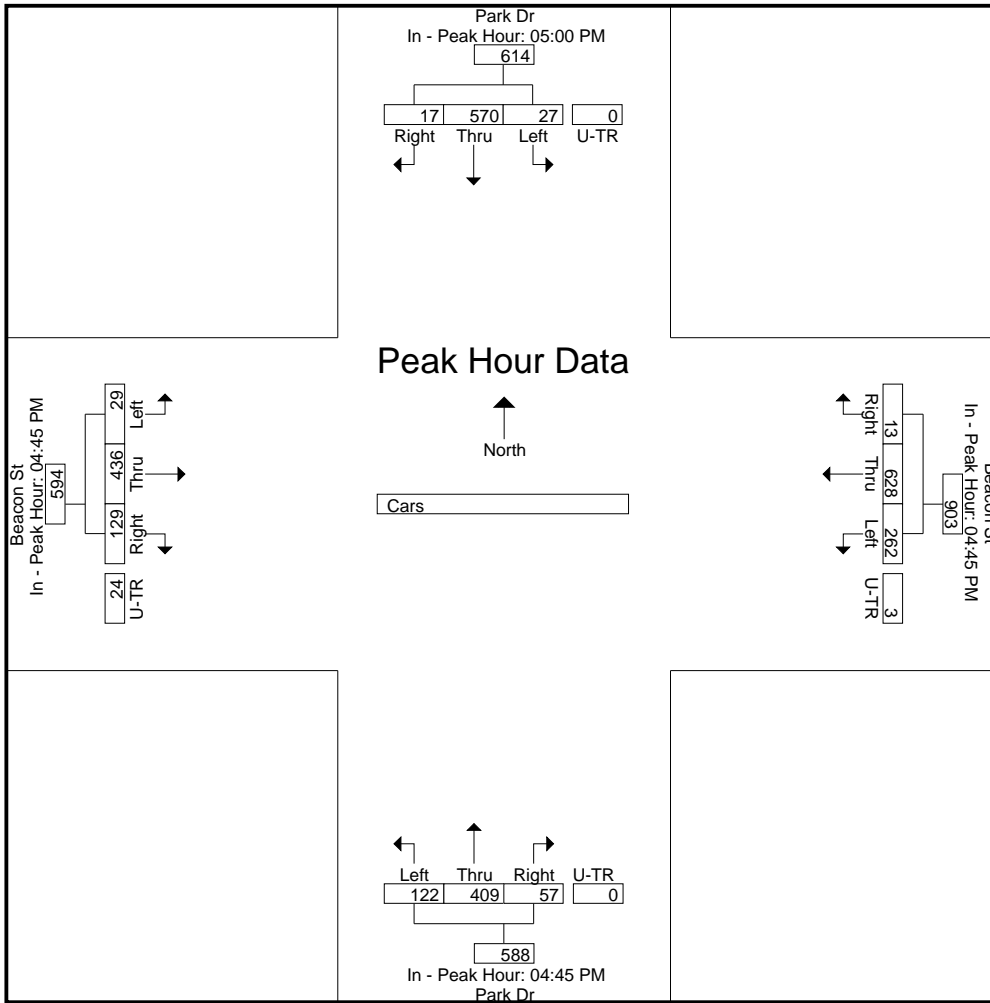 Park Dr
In - Peak Hour: 05:00 PM
614
17 570 27 0
Right Thru Left U-TR
Peak Hour Data
North
Cars
Beacon St
In - Peak Hour: 04:45 PM
594
29 436 129 24
Left Thru Right U-TR
Beacon St
In - Peak Hour: 04:45 PM
903
13 628 262 3
Right Thru Left U-TR
Left Thru Right U-TR
122 409 57 0
588
In - Peak Hour: 04:45 PM
Park Dr